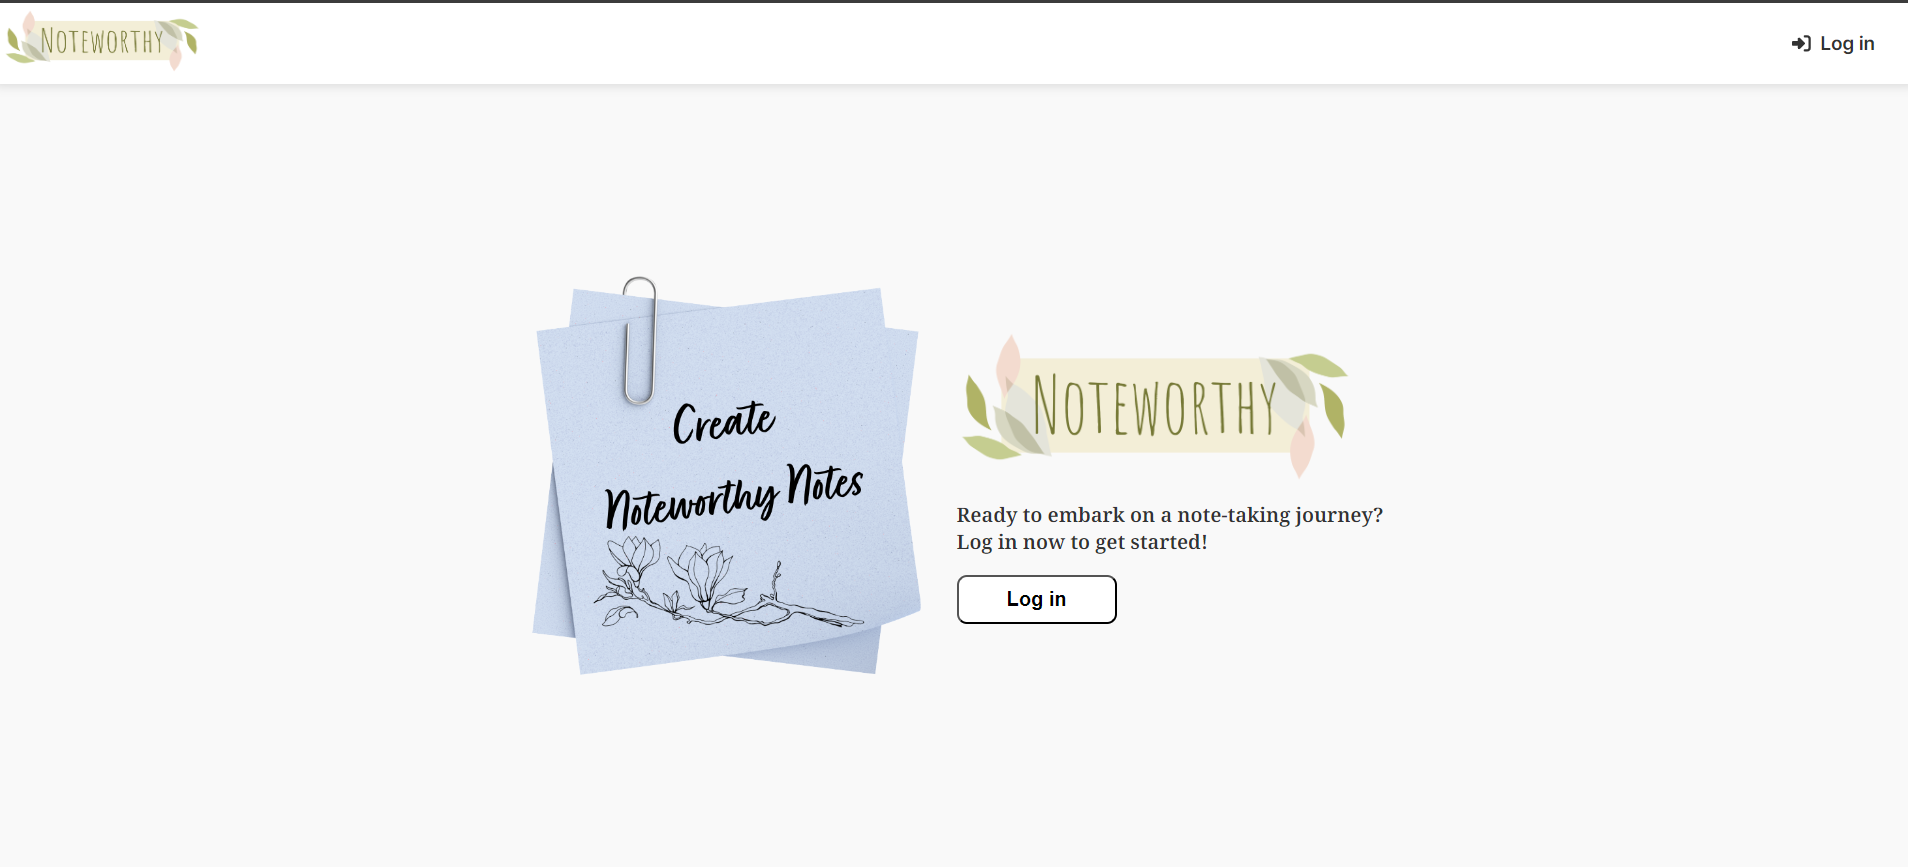 NOTEWORTHY
Log in
Create
Noteworthy Notes
NOTEWORTHY
Ready to embark on a note-taking journey?
Log in now to get started!
Log in